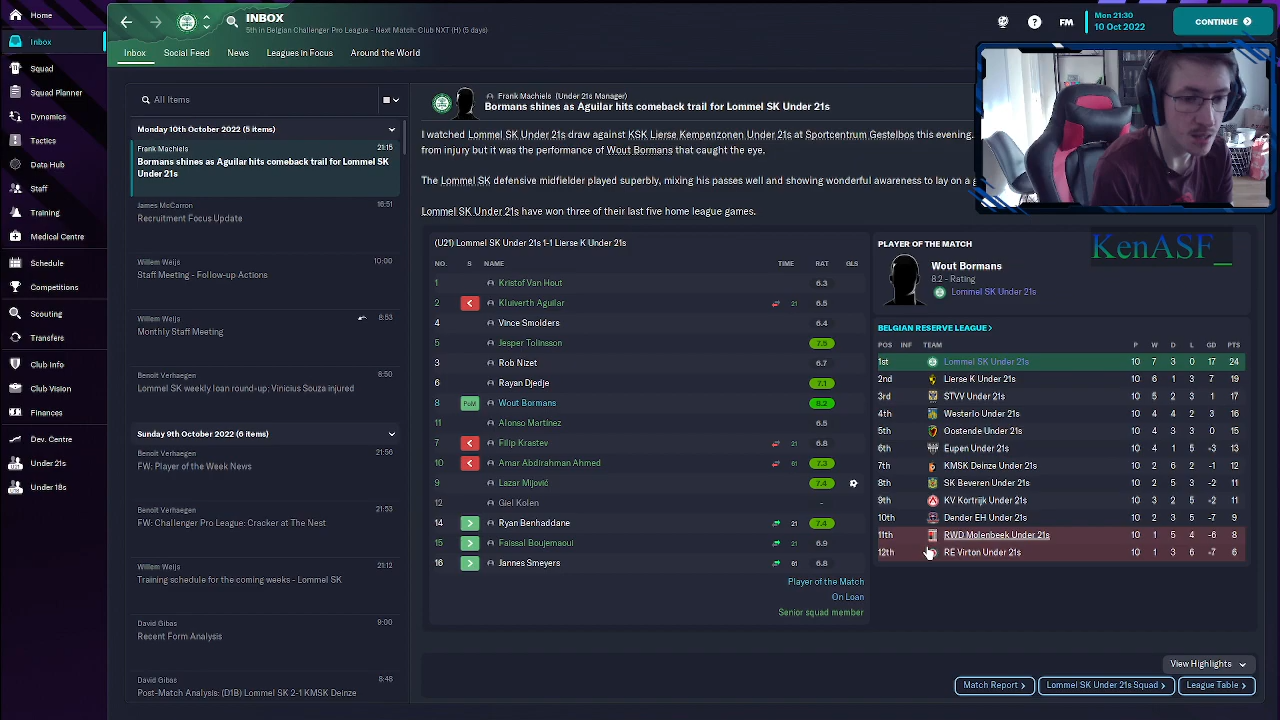 Home
INBOX
5th in Belgian Challenger Pro League - Next Match: Club NXT (H) (5 days)
FM
Mon 21:30
10 Oct 2022
CONTINUE
Inbox
Squad
Squad Planner
Dynamics
Tactics
Data Hub
Staff
Training
Medical Centre
Schedule
Competitions
Scouting
Transfers
Club Info
Club Vision
Finances
Dev. Centre
Under 21s
Under 18s
Inbox Social Feed News Leagues in Focus Around the World
All Items
Monday 10th October 2022 (5 items)
Frank Machiels 21:15
Bormans shines as Aguilar hits comeback trail for Lommel SK
Under 21s
James McCarron 16:51
Recruitment Focus Update
Willem Weijs 10:00
Staff Meeting - Follow-up Actions
Willem Weijs 8:53
Monthly Staff Meeting
Benoît Verhaegen 8:50
Lommel SK weekly loan round-up: Vinicius Souza injured
Sunday 9th October 2022 (6 items)
Benoît Verhaegen 21:56
FW: Player of the Week News
Benoît Verhaegen 21:53
FW: Challenger Pro League: Cracker at The Nest
Willem Weijs 12:12
Training schedule for the coming weeks - Lommel SK
David Gibas 9:00
Recent Form Analysis
David Gibas 8:48
Post-Match Analysis: (D1B) Lommel SK 2-1 KMSK Deinze
Frank Machiels (Under 21s Manager)
Bormans shines as Aguilar hits comeback trail for Lommel SK Under 21s
I watched Lommel SK Under 21s draw against KSK Lierse Kempenzonen Under 21s at Sportcentrum Gestelbos this evening.
from injury but it was the performance of Wout Bormans that caught the eye.
The Lommel SK defensive midfielder played superbly, mixing his passes well and showing wonderful awareness to lay on a
Lommel SK Under 21s have won three of their last five home league games.
(U21) Lommel SK Under 21s 1-1 Lierse K Under 21s
NO. S NAME TIME RAT GLS
1 Kristof Van Hout 6.3
2 Kluiverth Aguilar 21 6.5
4 Vince Smolders 6.4
5 Jesper Tolinsson 7.5
3 Rob Nizet 6.7
6 Rayan Djedje 7.1
8 PoM Wout Bormans 8.2
11 Alonso Martínez 6.5
7 Filip Krastev 21 6.8
10 Amar Abdirahman Ahmed 61 7.3
9 Lazar Mijović 7.4
12 Giel Kolen -
14 Ryan Benhaddane 21 7.4
15 Faissal Boujemaoui 21 6.9
16 Jannes Smeyers 61 6.8
Player of the Match
On Loan
Senior squad member
PLAYER OF THE MATCH
Wout Bormans
8.2 - Rating
Lommel SK Under 21s
KenASF_
BELGIAN RESERVE LEAGUE
POS INF TEAM P W D L GD PTS
1st Lommel SK Under 21s 10 7 3 0 17 24
2nd Lierse K Under 21s 10 6 1 3 7 19
3rd STVV Under 21s 10 5 2 3 1 17
4th Westerlo Under 21s 10 4 4 2 3 16
5th Oostende Under 21s 10 4 3 3 +0 15
6th Eupen Under 21s 10 4 1 5 -3 13
7th KMSK Deinze Under 21s 10 2 6 2 -1 12
8th SK Beveren Under 21s 10 2 5 3 -2 11
9th KV Kortrijk Under 21s 10 3 2 5 -2 11
10th Dender EH Under 21s 10 2 3 5 -7 9
11th RWD Molenbeek Under 21s 10 1 5 4 -6 8
12th RE Virton Under 21s 10 1 3 6 -7 6
View Highlights
Match Report Lommel SK Under 21s Squad League Table